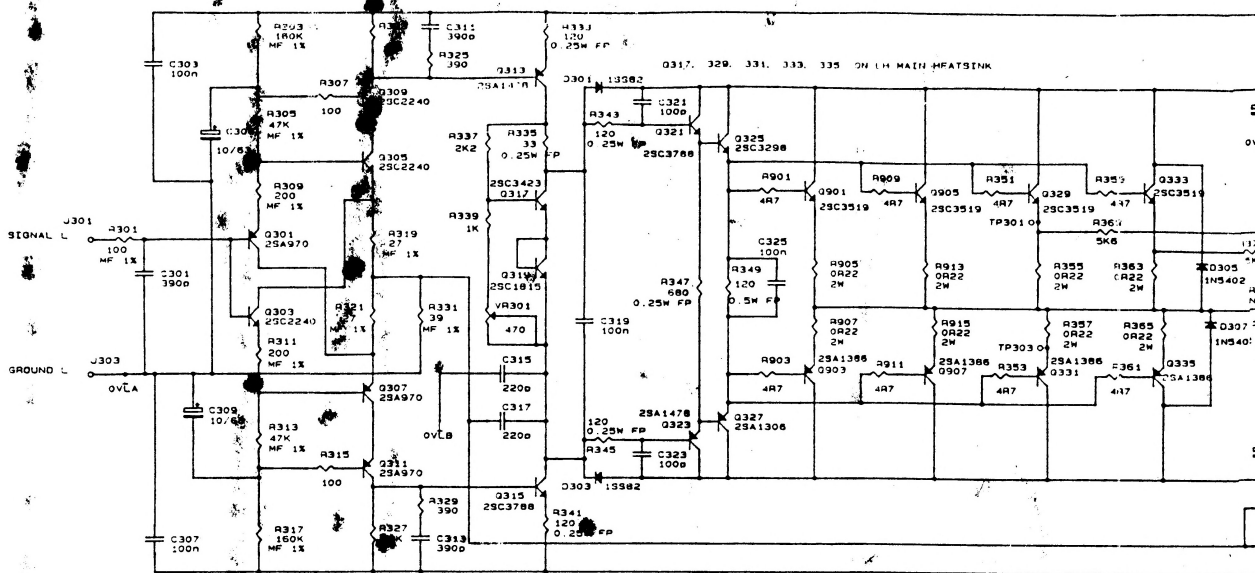 160K
MF 1%
C303
100n
C311
390p
R325
390
120
0.25W FP
Q313
R307
100
Q309
2SC2240
Q317, 329, 331, 333, 335 ON LH MAIN HEATSINK
D301
1SS82
C321
100p
R343
120
0.25W FP
Q321
2SC3788
Q325
2SC3298
R305
47K
MF 1%
10/63
Q305
2SC2240
R337
2K2
R335
33
0.25W FP
2SC3423
Q317
R309
200
MF 1%
R339
1K
J301
SIGNAL L
R301
100
MF 1%
Q301
2SA970
R319
27
MF 1%
C301
390p
2SC1815
VR301
470
R331
39
MF 1%
Q303
2SC2240
R311
200
MF 1%
J303
GROUND L
0VLA
R901
4R7
Q901
2SC3519
R909
4R7
Q905
2SC3519
R351
4R7
Q329
2SC3519
TP301
4R7
Q333
2SC3519
5K6
C325
100n
R347
680
0.25W FP
R349
120
0.5W FP
R905
0R22
2W
R913
0R22
2W
R355
0R22
2W
R363
0R22
2W
D305
1N5402
C319
100n
R907
0R22
2W
R915
0R22
2W
R357
0R22
2W
R365
0R22
2W
D307
TP303
C315
220p
C317
220p
0VLB
R903
4R7
2SA1386
Q903
R911
4R7
2SA1386
Q907
R353
4R7
2SA1386
Q331
R361
4R7
Q335
2SA1386
Q307
2SA970
C309
R313
47K
MF 1%
R315
100
Q311
2SA970
120
0.25W FP
R345
2SA1478
Q323
Q327
2SA1306
C323
100p
D303
1SS82
R329
390
C313
390p
Q315
2SC3788
R341
120
0.25W FP
R317
160K
MF 1%
R327
C307
100n